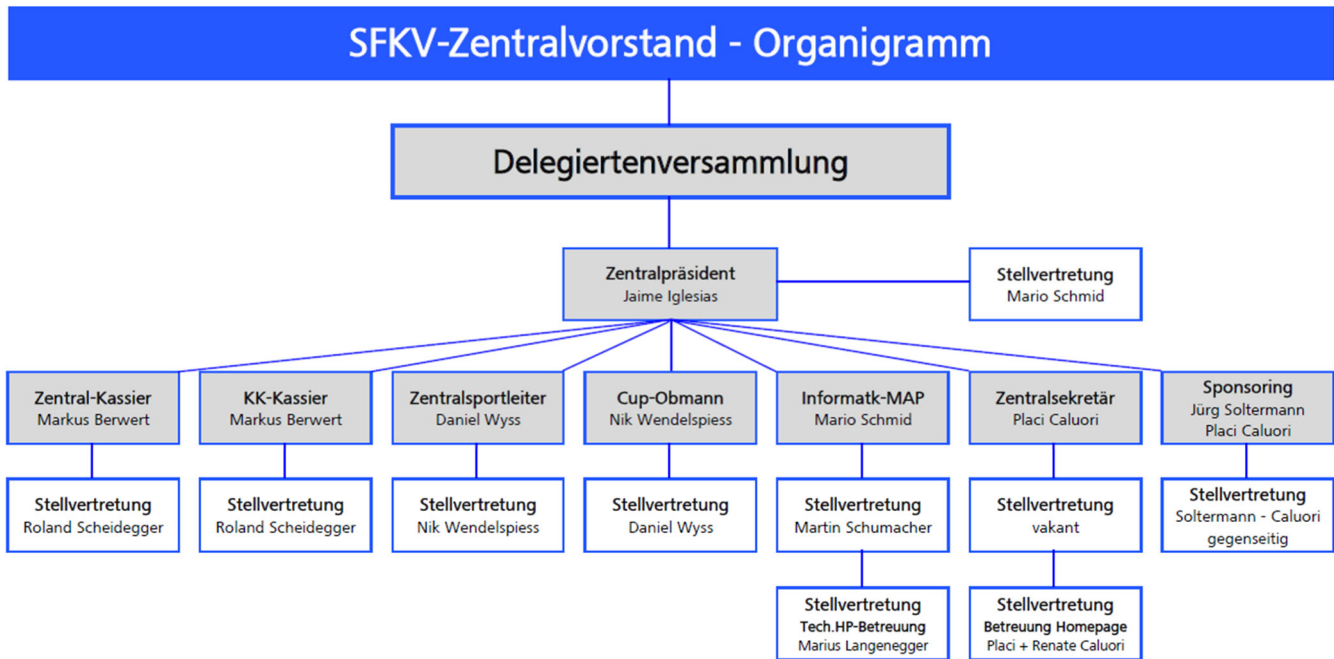 SFKV-Zentralvorstand - Organigramm
Delegiertenversammlung
Zentralpräsident
Jaime Iglesias
Stellvertretung
Mario Schmid
Zentral-Kassier
Markus Berwert
KK-Kassier
Markus Berwert
Zentralsportleiter
Daniel Wyss
Cup-Obmann
Nik Wendelspiess
Informatk-MAP
Mario Schmid
Zentralsekretär
Placi Caluori
Sponsoring
Jürg Soltermann
Placi Caluori
Stellvertretung
Roland Scheidegger
Stellvertretung
Roland Scheidegger
Stellvertretung
Nik Wendelspiess
Stellvertretung
Daniel Wyss
Stellvertretung
Martin Schumacher
Stellvertretung
vakant
Stellvertretung
Soltermann - Caluori
gegenseitig
Stellvertretung
Tech.HP-Betreuung
Marius Langenegger
Stellvertretung
Betreuung Homepage
Placi + Renate Caluori